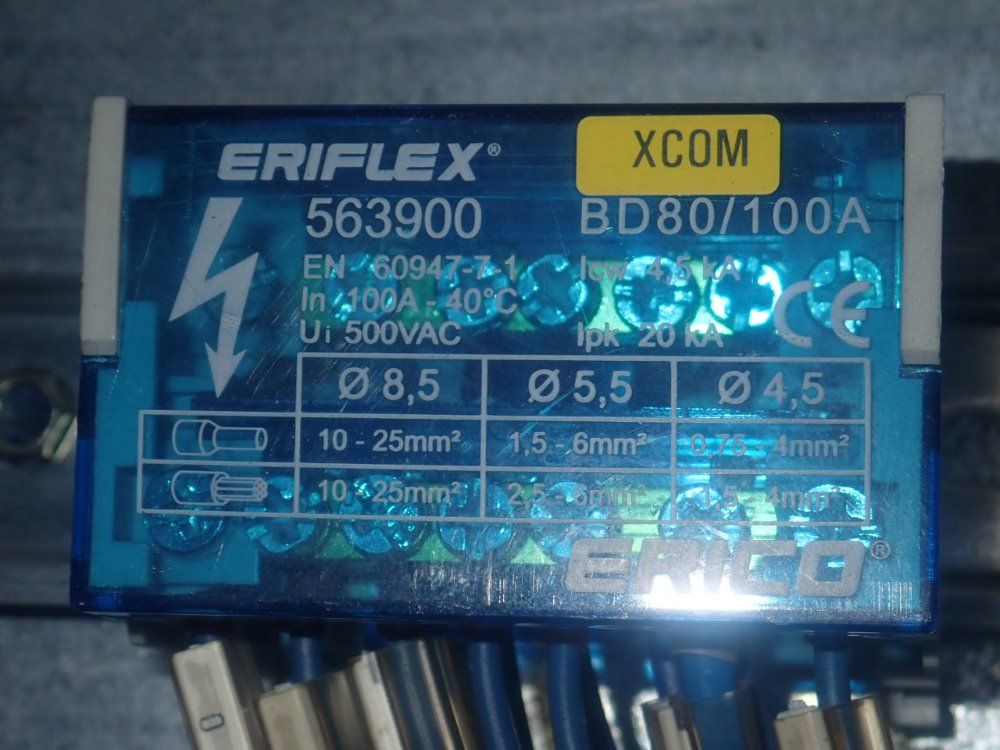 ERIFLEX®
XCOM
563900 BD80/100A
EN 60947-7-1 Icw 4,5 kA
In 100A - 40°C
Ui 500VAC Ipk 20 kA
CE
Ø 8,5 Ø 5,5 Ø 4,5
10 - 25mm² 1,5 - 6mm² 0,75 - 4mm²
10 - 25mm² 2,5 - 6mm² 1,5 - 4mm²
ERICO®
0